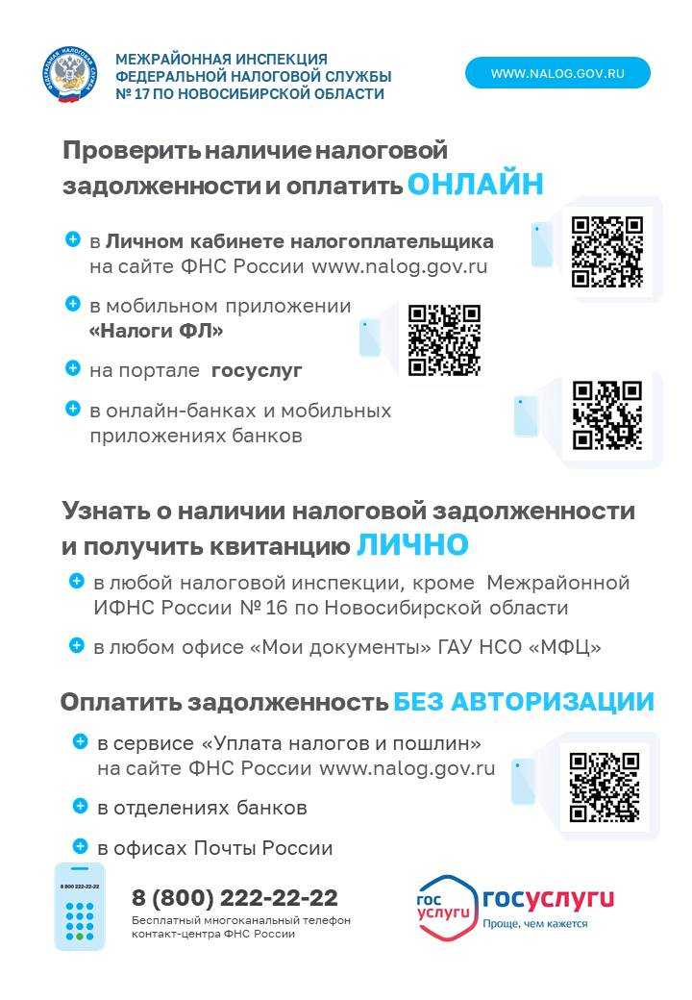 МЕЖРАЙОННАЯ ИНСПЕКЦИЯ
ФЕДЕРАЛЬНОЙ НАЛОГОВОЙ СЛУЖБЫ
№ 17 ПО НОВОСИБИРСКОЙ ОБЛАСТИ
WWW.NALOG.GOV.RU
ФЕДЕРАЛЬНАЯ НАЛОГОВАЯ СЛУЖБА
Проверить наличие налоговой
задолженности и оплатить ОНЛАЙН
в Личном кабинете налогоплательщика
на сайте ФНС России www.nalog.gov.ru
в мобильном приложении
«Налоги ФЛ»
на портале госуслуг
в онлайн-банках и мобильных
приложениях банков
Узнать о наличии налоговой задолженности
и получить квитанцию ЛИЧНО
в любой налоговой инспекции, кроме Межрайонной
ИФНС России № 16 по Новосибирской области
в любом офисе «Мои документы» ГАУ НСО «МФЦ»
Оплатить задолженность БЕЗ АВТОРИЗАЦИИ
в сервисе «Уплата налогов и пошлин»
на сайте ФНС России www.nalog.gov.ru
в отделениях банков
в офисах Почты России
8 800 222-22-22
8 (800) 222-22-22
Бесплатный многоканальный телефон
контакт-центра ФНС России
гос
услуги
госуслуги
Проще, чем кажется